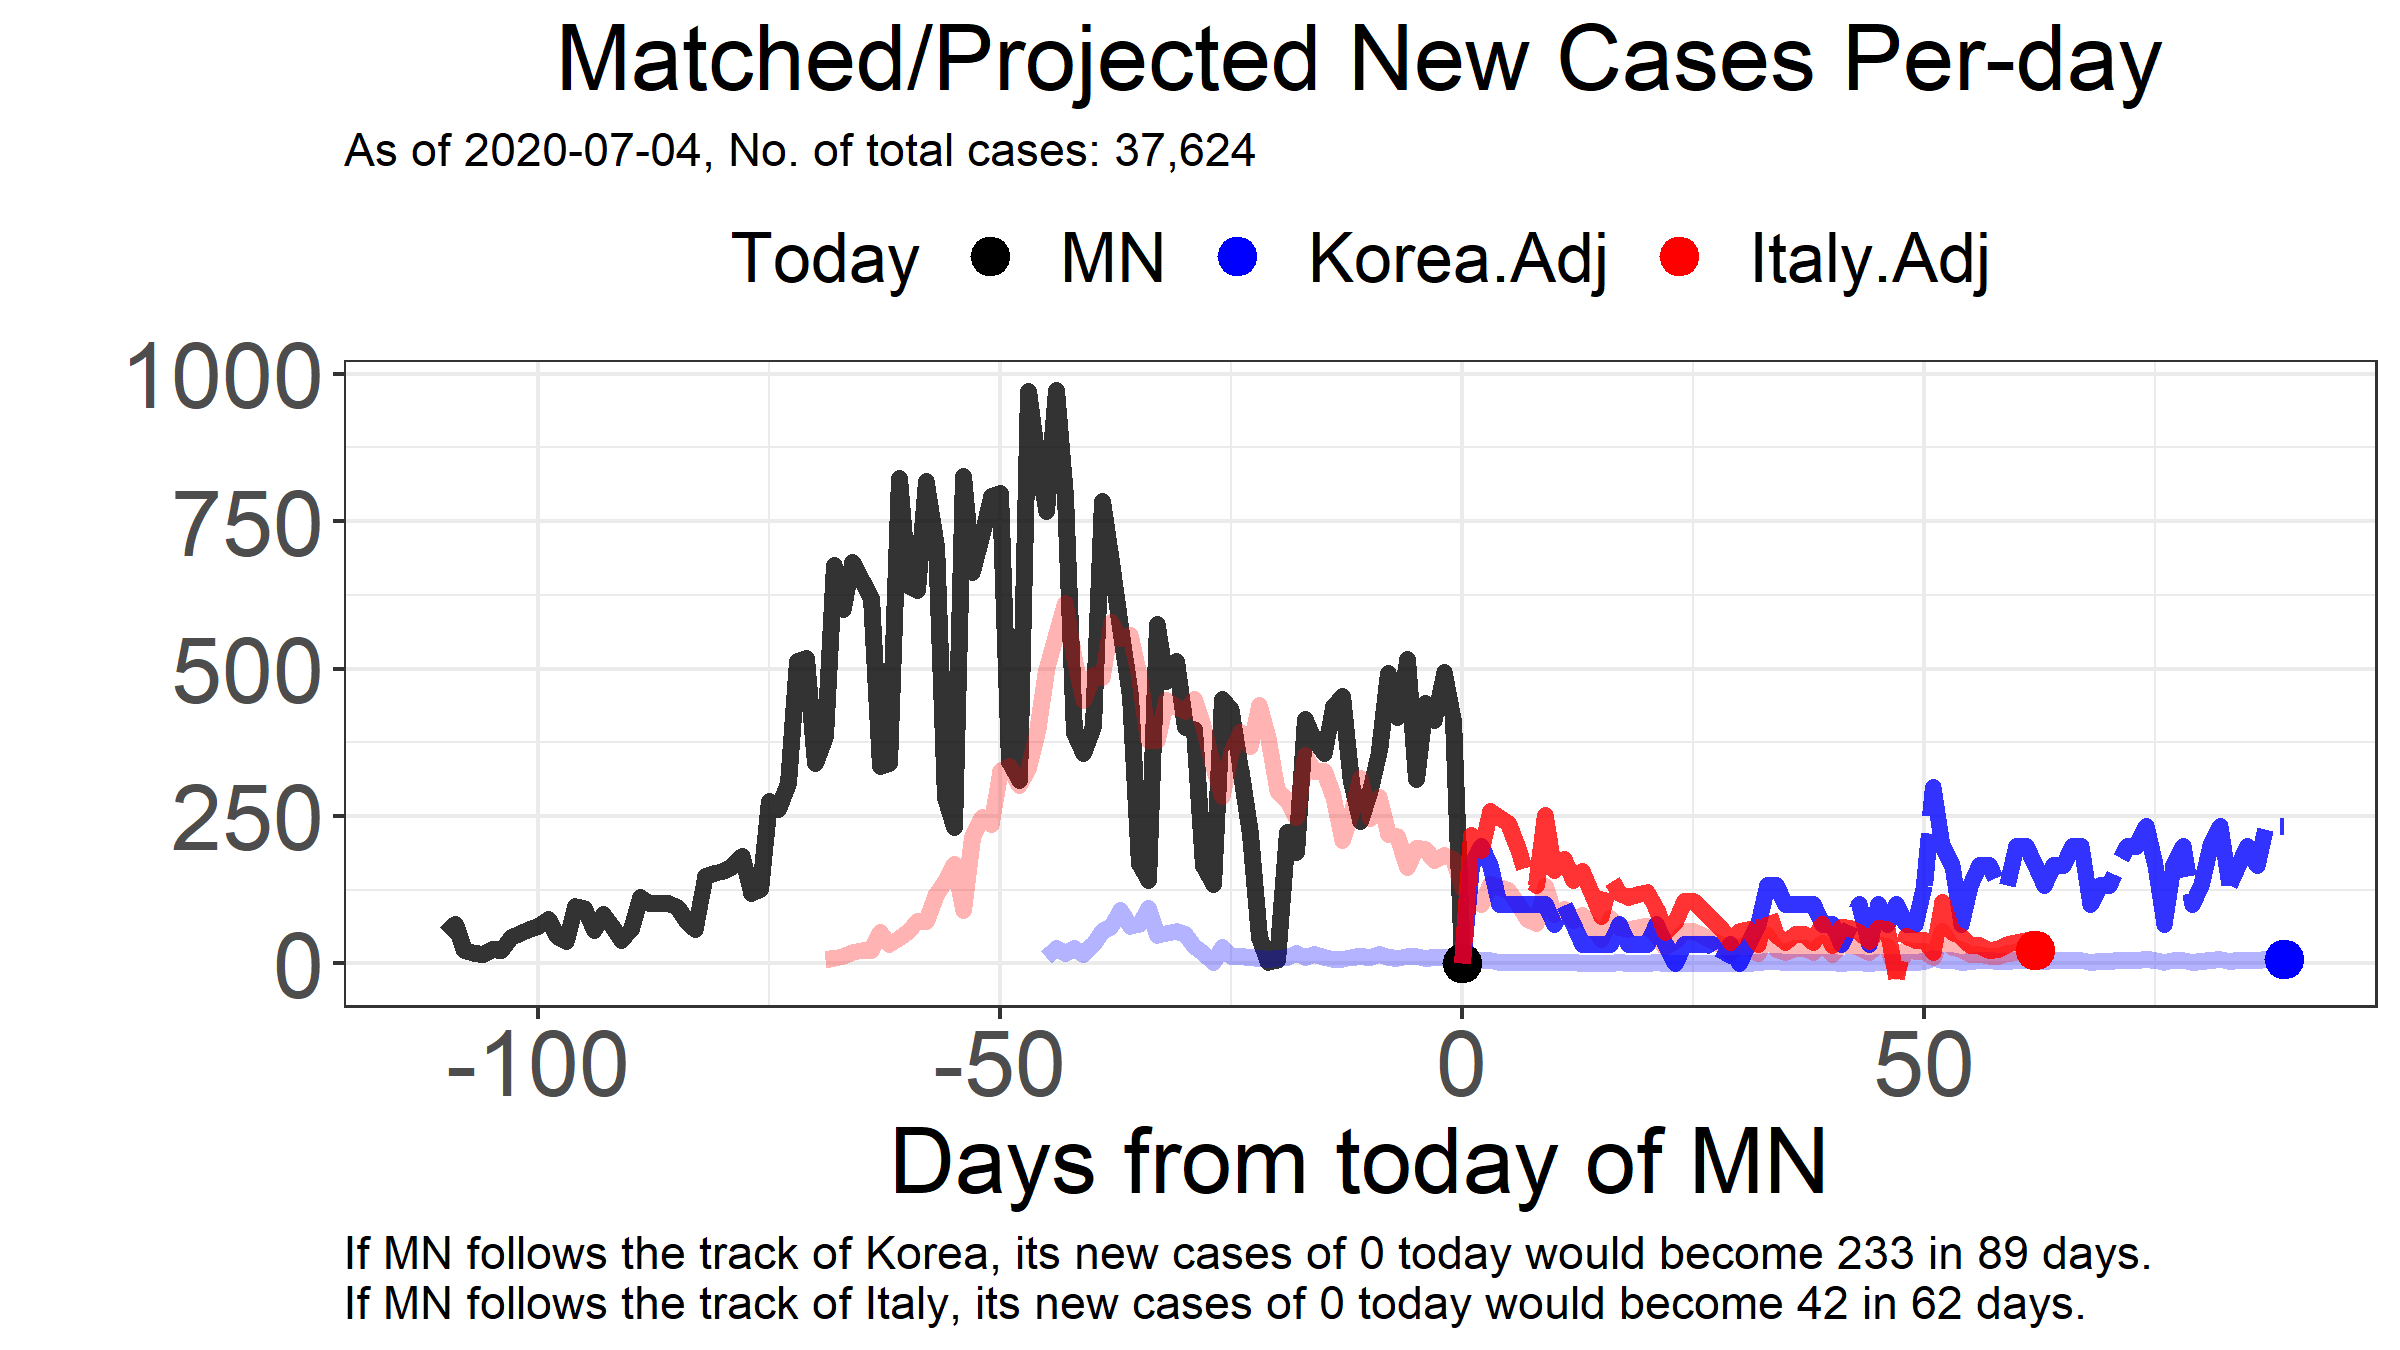 Matched/Projected New Cases Per-day
As of 2020-07-04, No. of total cases: 37,624
Today MN Korea.Adj Italy.Adj
1000
750
500
250
0
-100 -50 0 50
Days from today of MN
If MN follows the track of Korea, its new cases of 0 today would become 233 in 89 days.
If MN follows the track of Italy, its new cases of 0 today would become 42 in 62 days.